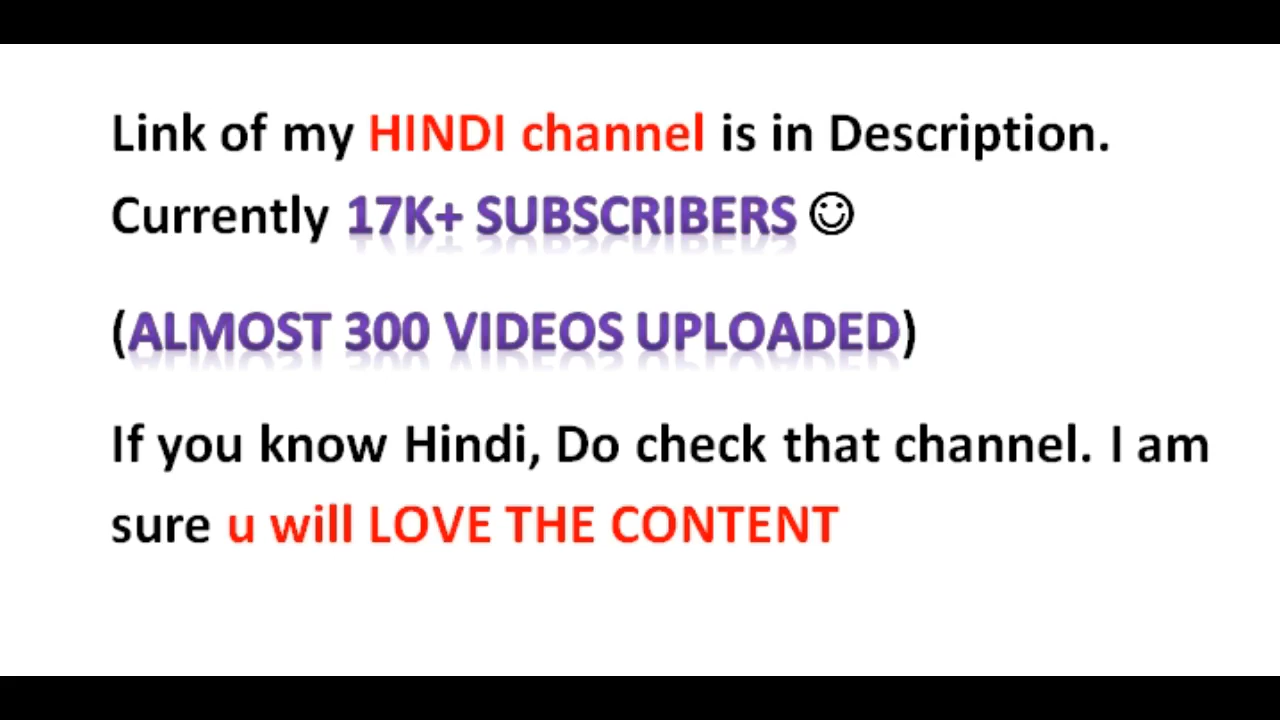 Link of my HINDI channel is in Description.
Currently 17K+ SUBSCRIBERS ☺
(ALMOST 300 VIDEOS UPLOADED)
If you know Hindi, Do check that channel. I am
sure u will LOVE THE CONTENT